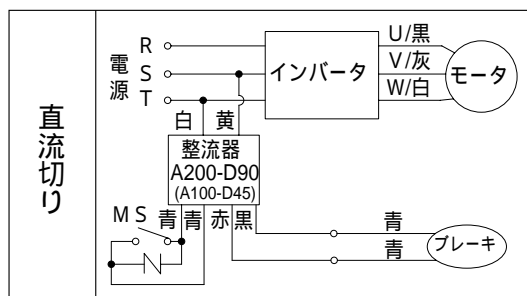 直流切り
電源
R
S
T
インバータ
U/黒
V/灰
W/白
モータ
白 黄
整流器
A200-D90
(A100-D45)
MS 青 青 赤 黒
青
青
ブレーキ